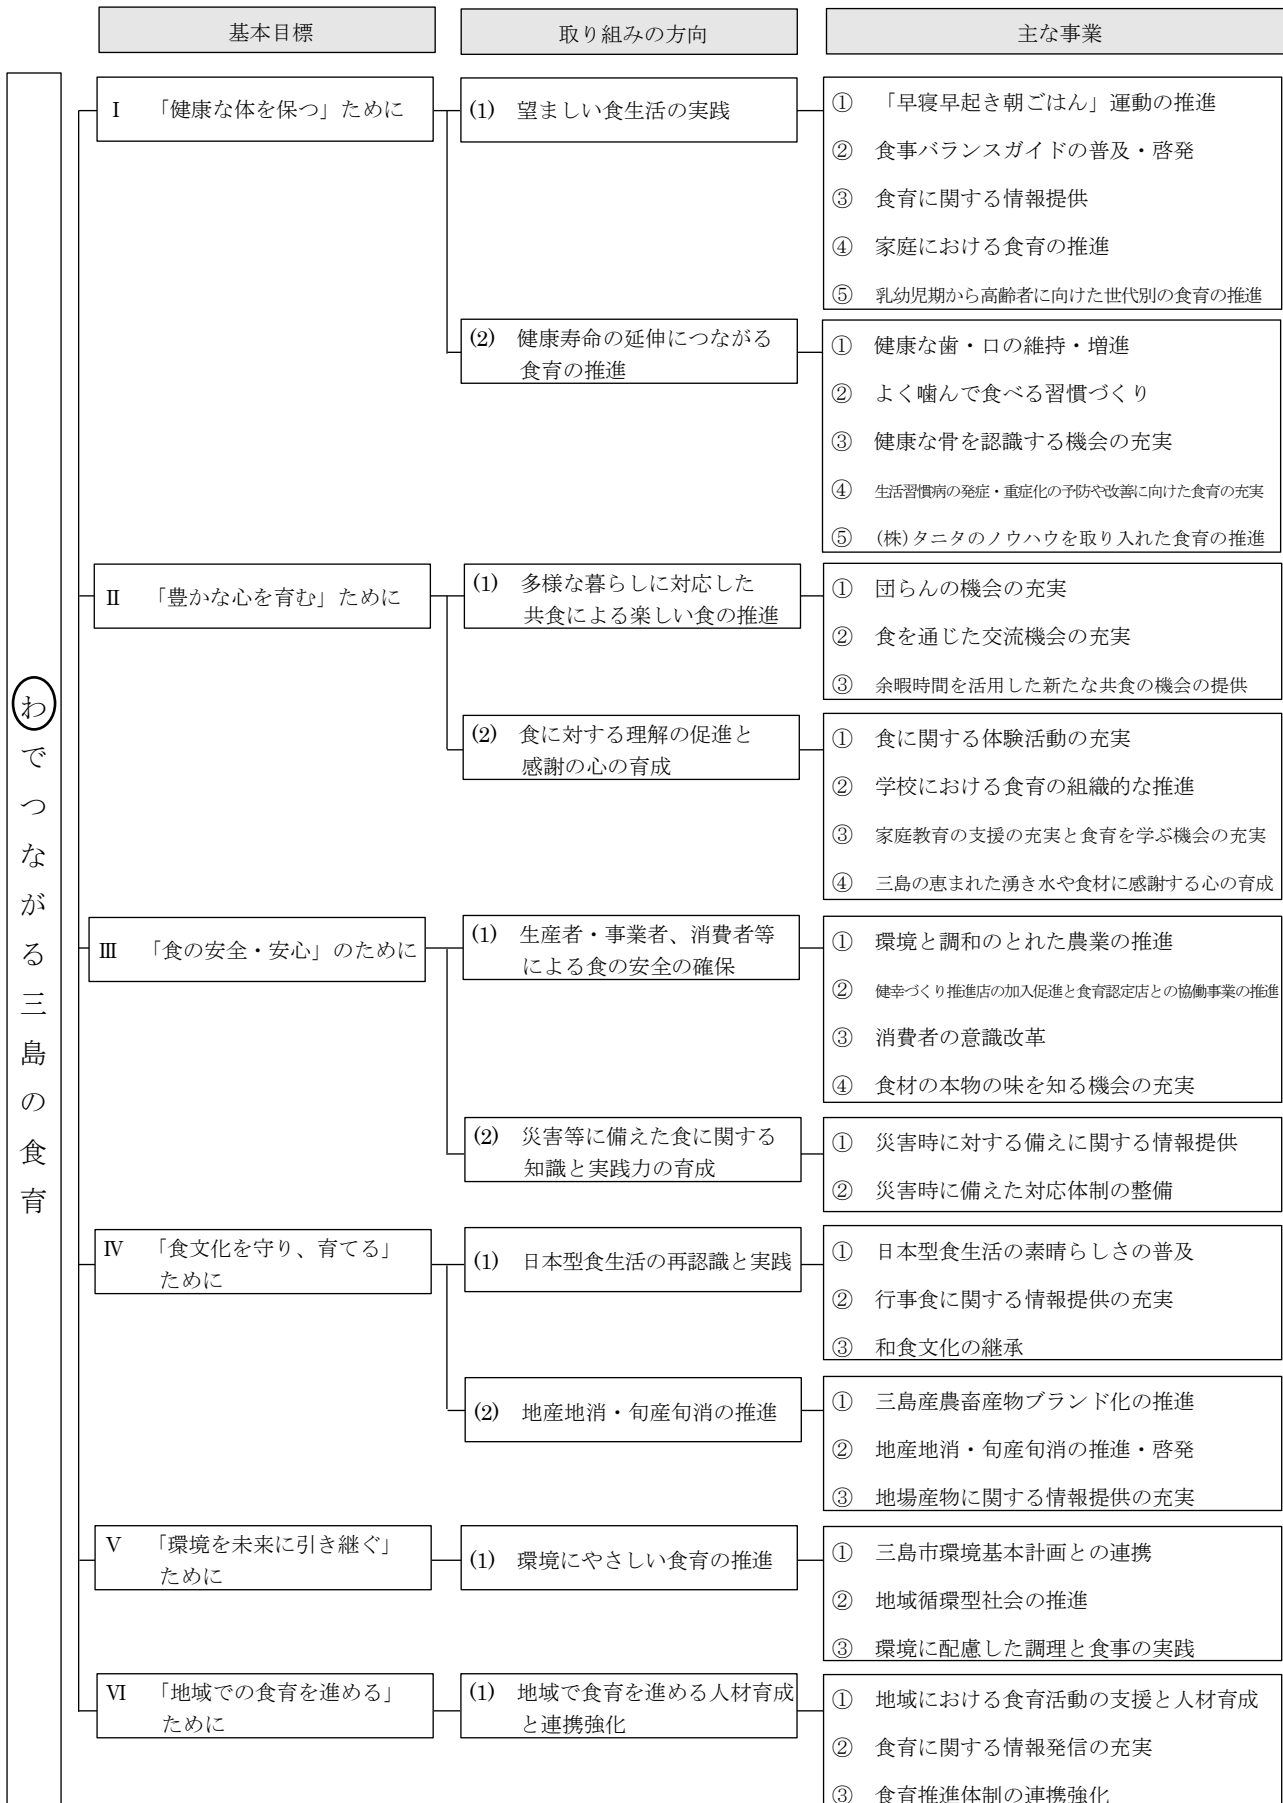 基本目標
取り組みの方向
主な事業
わでつながる三島の食育
Ⅰ 「健康な体を保つ」ために
(1) 望ましい食生活の実践
① 「早寝早起き朝ごはん」運動の推進
② 食事バランスガイドの普及・啓発
③ 食育に関する情報提供
④ 家庭における食育の推進
⑤ 乳幼児期から高齢者に向けた世代別の食育の推進
(2) 健康寿命の延伸につながる
食育の推進
① 健康な歯・口の維持・増進
② よく噛んで食べる習慣づくり
③ 健康な骨を認識する機会の充実
④ 生活習慣病の発症・重症化の予防や改善に向けた食育の充実
⑤ (株)タニタのノウハウを取り入れた食育の推進
Ⅱ 「豊かな心を育む」ために
(1) 多様な暮らしに対応した
共食による楽しい食の推進
① 団らんの機会の充実
② 食を通じた交流機会の充実
③ 余暇時間を活用した新たな共食の機会の提供
(2) 食に対する理解の促進と
感謝の心の育成
① 食に関する体験活動の充実
② 学校における食育の組織的な推進
③ 家庭教育の支援の充実と食育を学ぶ機会の充実
④ 三島の恵まれた湧き水や食材に感謝する心の育成
Ⅲ 「食の安全・安心」のために
(1) 生産者・事業者、消費者等
による食の安全の確保
① 環境と調和のとれた農業の推進
② 健幸づくり推進店の加入促進と食育認定店との協働事業の推進
③ 消費者の意識改革
④ 食材の本物の味を知る機会の充実
(2) 災害等に備えた食に関する
知識と実践力の育成
① 災害時に対する備えに関する情報提供
② 災害時に備えた対応体制の整備
Ⅳ 「食文化を守り、育てる」
ために
(1) 日本型食生活の再認識と実践
① 日本型食生活の素晴らしさの普及
② 行事食に関する情報提供の充実
③ 和食文化の継承
(2) 地産地消・旬産旬消の推進
① 三島産農畜産物ブランド化の推進
② 地産地消・旬産旬消の推進・啓発
③ 地場産物に関する情報提供の充実
Ⅴ 「環境を未来に引き継ぐ」
ために
(1) 環境にやさしい食育の推進
① 三島市環境基本計画との連携
② 地域循環型社会の推進
③ 環境に配慮した調理と食事の実践
Ⅵ 「地域での食育を進める」
ために
(1) 地域で食育を進める人材育成
と連携強化
① 地域における食育活動の支援と人材育成
② 食育に関する情報発信の充実
③ 食育推進体制の連携強化